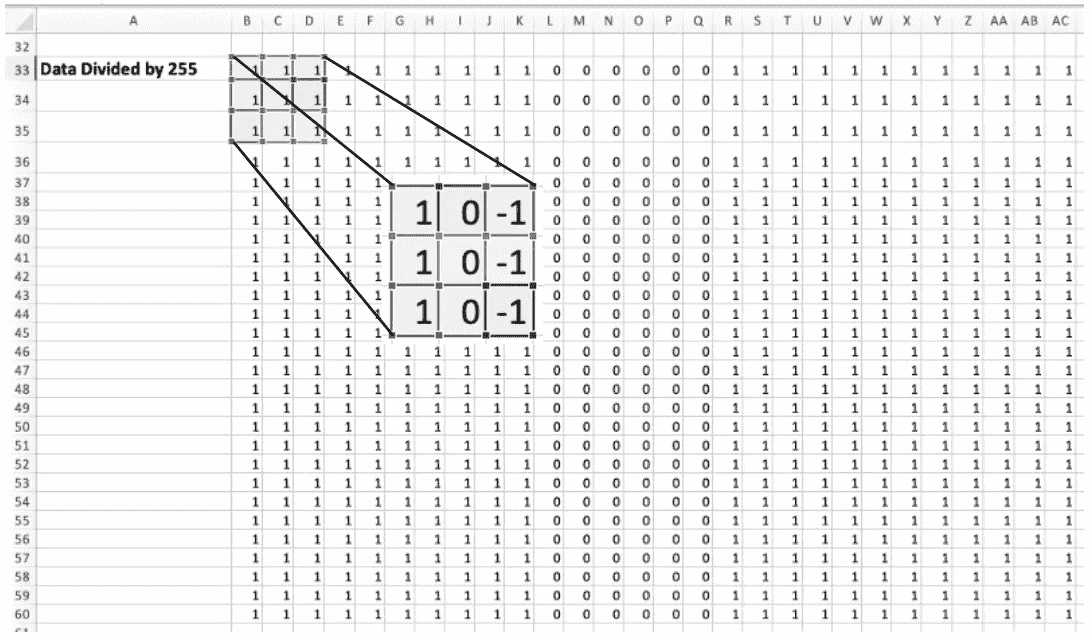 A B C D E F G H I J K L M N O P Q R S T U V W X Y Z AA AB AC
32
33 Data Divided by 255 1 1 1 1 1 1 1 1 1 1 0 0 0 0 0 0 1 1 1 1 1 1 1 1 1 1 1 1
34 1 1 1 1 1 1 1 1 1 1 0 0 0 0 0 0 1 1 1 1 1 1 1 1 1 1 1 1
35 1 1 1 1 1 1 1 1 1 1 0 0 0 0 0 0 1 1 1 1 1 1 1 1 1 1 1 1
36 1 1 1 1 1 1 1 1 1 1 0 0 0 0 0 0 1 1 1 1 1 1 1 1 1 1 1 1
37 1 1 1 1 1 0 0 0 0 0 0 1 1 1 1 1 1 1 1 1 1 1 1
38 1 1 1 1 1 0 0 0 0 0 0 1 1 1 1 1 1 1 1 1 1 1 1
1 0 -1
39 1 1 1 1 1 0 0 0 0 0 0 1 1 1 1 1 1 1 1 1 1 1 1
40 1 1 1 1 1 0 0 0 0 0 0 1 1 1 1 1 1 1 1 1 1 1 1
41 1 1 1 1 1 0 0 0 0 0 0 1 1 1 1 1 1 1 1 1 1 1 1
1 0 -1
42 1 1 1 1 1 0 0 0 0 0 0 1 1 1 1 1 1 1 1 1 1 1 1
43 1 1 1 1 1 0 0 0 0 0 0 1 1 1 1 1 1 1 1 1 1 1 1
44 1 1 1 1 1 0 0 0 0 0 0 1 1 1 1 1 1 1 1 1 1 1 1
1 0 -1
45 1 1 1 1 1 0 0 0 0 0 0 1 1 1 1 1 1 1 1 1 1 1 1
46 1 1 1 1 1 1 1 1 1 1 0 0 0 0 0 0 1 1 1 1 1 1 1 1 1 1 1 1
47 1 1 1 1 1 1 1 1 1 1 0 0 0 0 0 0 1 1 1 1 1 1 1 1 1 1 1 1
48 1 1 1 1 1 1 1 1 1 1 0 0 0 0 0 0 1 1 1 1 1 1 1 1 1 1 1 1
49 1 1 1 1 1 1 1 1 1 1 0 0 0 0 0 0 1 1 1 1 1 1 1 1 1 1 1 1
50 1 1 1 1 1 1 1 1 1 1 0 0 0 0 0 0 1 1 1 1 1 1 1 1 1 1 1 1
51 1 1 1 1 1 1 1 1 1 1 0 0 0 0 0 0 1 1 1 1 1 1 1 1 1 1 1 1
52 1 1 1 1 1 1 1 1 1 1 0 0 0 0 0 0 1 1 1 1 1 1 1 1 1 1 1 1
53 1 1 1 1 1 1 1 1 1 1 0 0 0 0 0 0 1 1 1 1 1 1 1 1 1 1 1 1
54 1 1 1 1 1 1 1 1 1 1 0 0 0 0 0 0 1 1 1 1 1 1 1 1 1 1 1 1
55 1 1 1 1 1 1 1 1 1 1 0 0 0 0 0 0 1 1 1 1 1 1 1 1 1 1 1 1
56 1 1 1 1 1 1 1 1 1 1 0 0 0 0 0 0 1 1 1 1 1 1 1 1 1 1 1 1
57 1 1 1 1 1 1 1 1 1 1 0 0 0 0 0 0 1 1 1 1 1 1 1 1 1 1 1 1
58 1 1 1 1 1 1 1 1 1 1 0 0 0 0 0 0 1 1 1 1 1 1 1 1 1 1 1 1
59 1 1 1 1 1 1 1 1 1 1 0 0 0 0 0 0 1 1 1 1 1 1 1 1 1 1 1 1
60 1 1 1 1 1 1 1 1 1 1 0 0 0 0 0 0 1 1 1 1 1 1 1 1 1 1 1 1